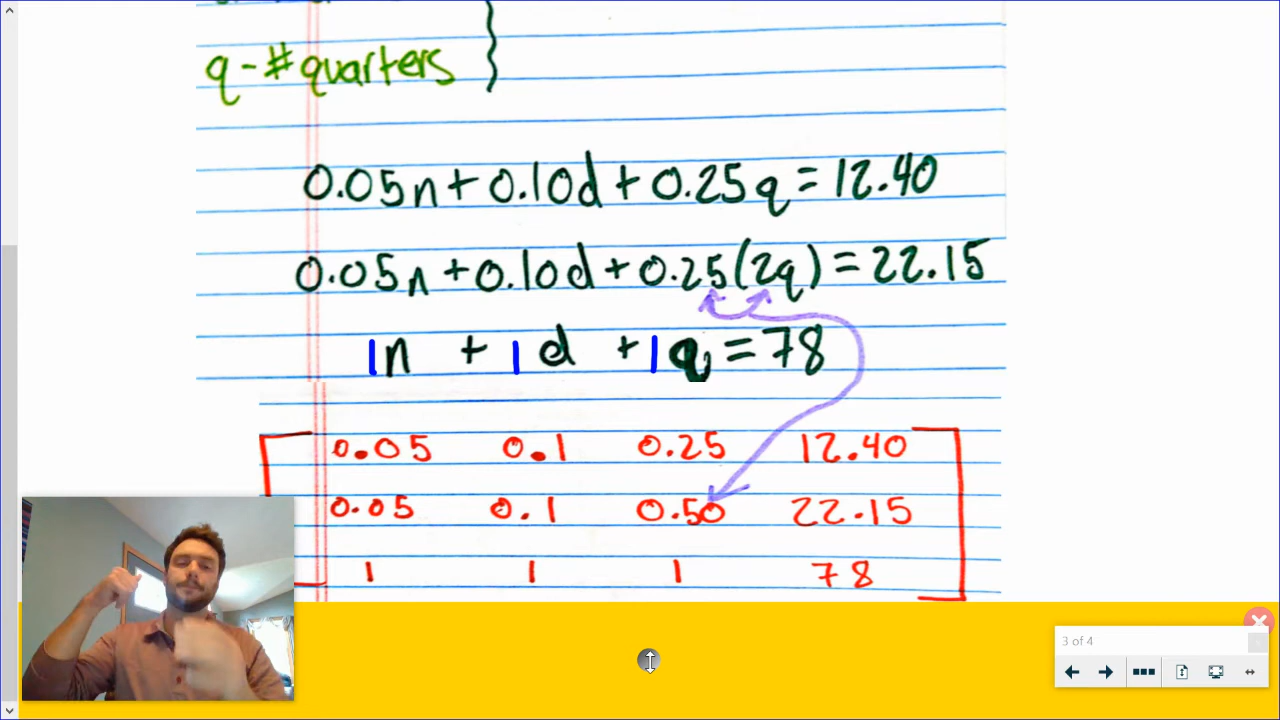 q - # quarters
0.05n + 0.10d + 0.25q = 12.40
0.05n + 0.10d + 0.25(2q) = 22.15
1n + 1d + 1q = 78
0.05 0.1 0.25 12.40
0.05 0.1 0.50 22.15
1 1 1 78
3 of 4